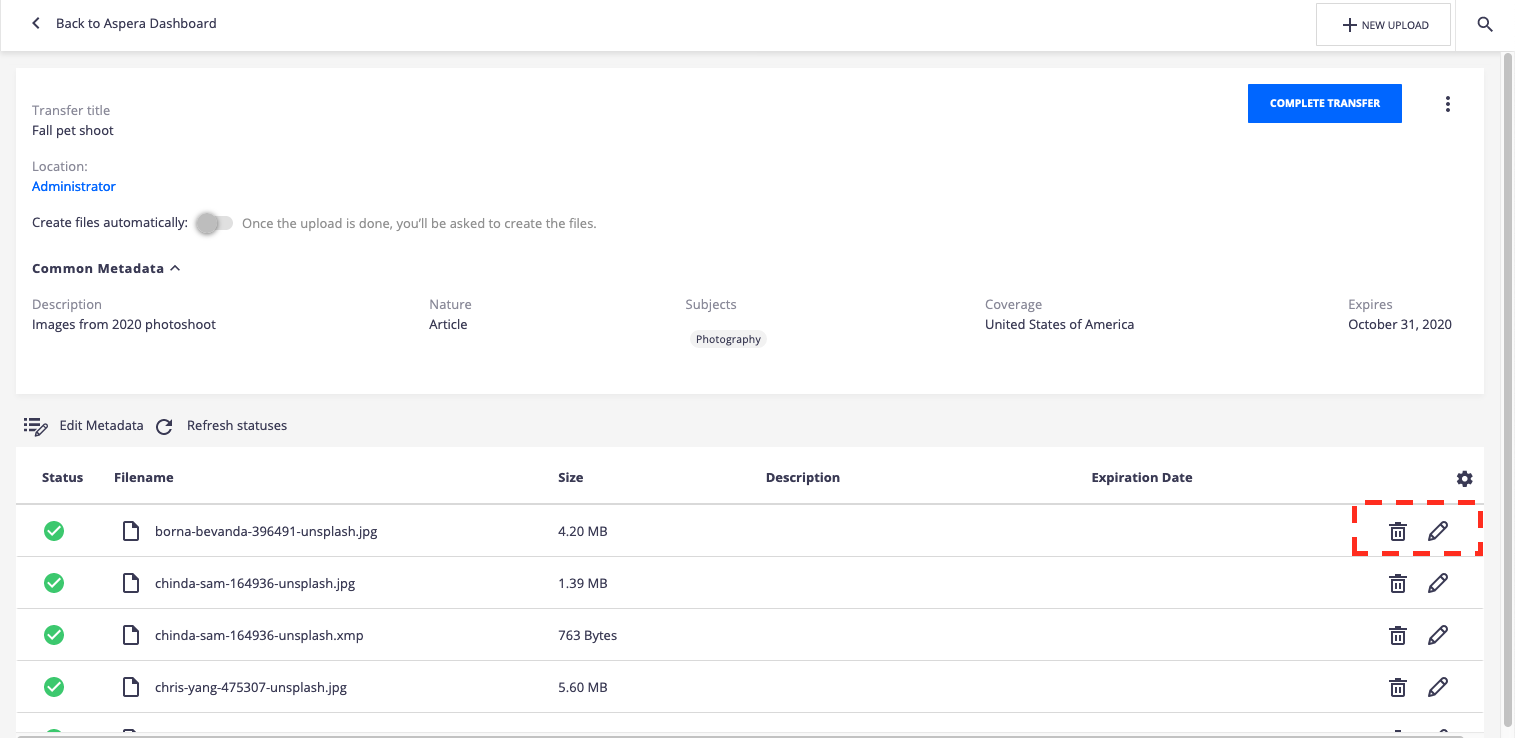 Back to Aspera Dashboard
NEW UPLOAD
Transfer title
Fall pet shoot
COMPLETE TRANSFER
Location:
Administrator
Create files automatically: Once the upload is done, you'll be asked to create the files.
Common Metadata
Description Nature Subjects Coverage Expires
Images from 2020 photoshoot Article Photography United States of America October 31, 2020
Edit Metadata Refresh statuses
Status Filename Size Description Expiration Date
borna-bevanda-396491-unsplash.jpg 4.20 MB
chinda-sam-164936-unsplash.jpg 1.39 MB
chinda-sam-164936-unsplash.xmp 763 Bytes
chris-yang-475307-unsplash.jpg 5.60 MB